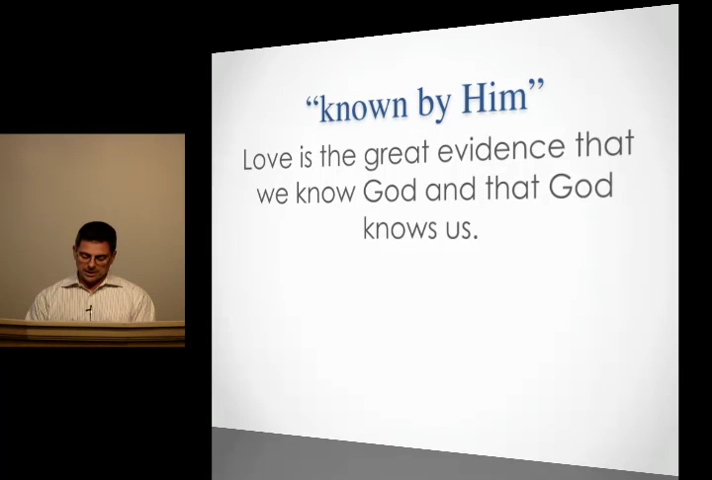 “known by Him”
Love is the great evidence that
we know God and that God
knows us.